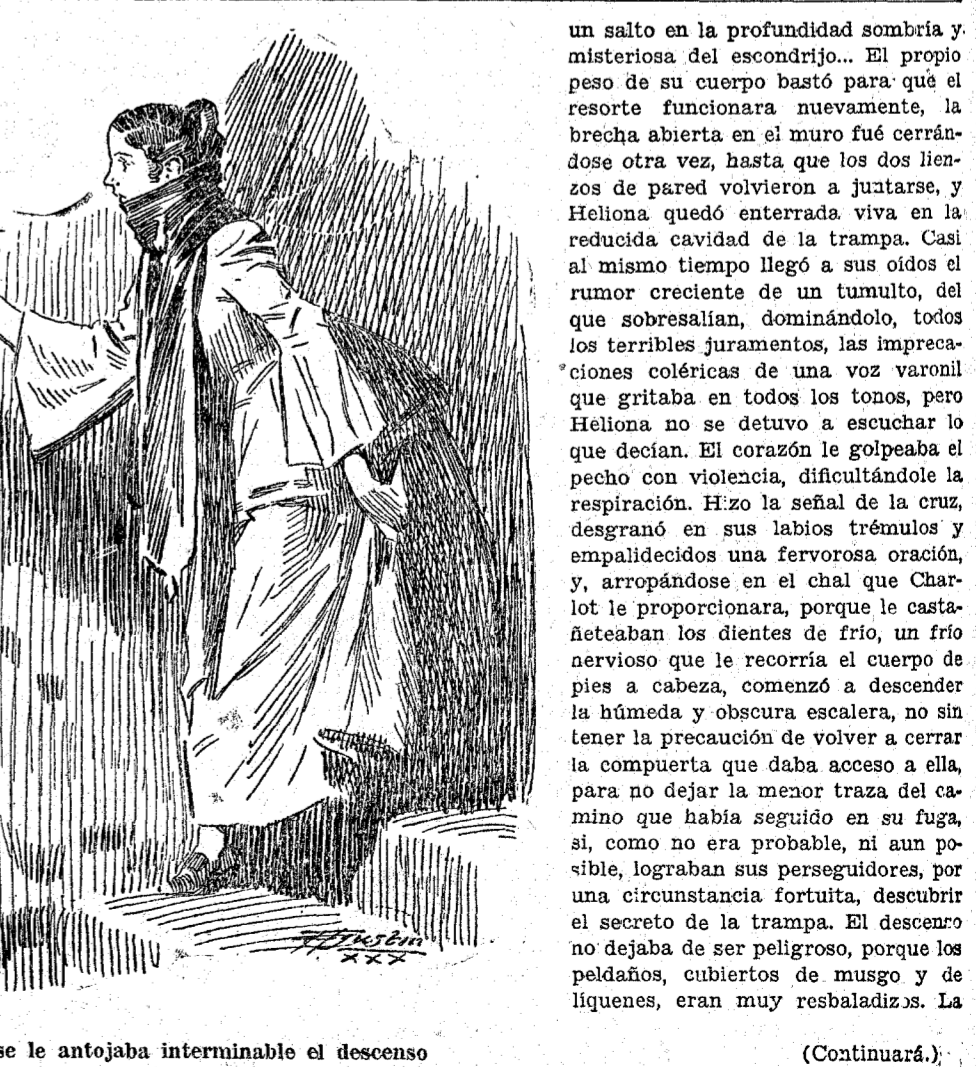 un salto en la profundidad sombría y
misteriosa del escondrijo... El propio
peso de su cuerpo bastó para que el
resorte funcionara nuevamente, la
brecha abierta en el muro fué cerrán-
dose otra vez, hasta que los dos lien-
zos de pared volvieron a juntarse, y
Heliona quedó enterrada viva en la
reducida cavidad de la trampa. Casi
al mismo tiempo llegó a sus oídos el
rumor creciente de un tumulto, del
que sobresalían, dominándolo, todos
los terribles juramentos, las impreca-
ciones coléricas de una voz varonil
que gritaba en todos los tonos, pero
Heliona no se detuvo a escuchar lo
que decían. El corazón le golpeaba el
pecho con violencia, dificultándole la
respiración. Hizo la señal de la cruz,
desgranó en sus labios trémulos y
empalidecidos una fervorosa oración,
y, arropándose en el chal que Char-
lot le proporcionara, porque le casta-
ñeteaban los dientes de frío, un frío
nervioso que le recorría el cuerpo de
pies a cabeza, comenzó a descender
la húmeda y obscura escalera, no sin
tener la precaución de volver a cerrar
la compuerta que daba acceso a ella,
para no dejar la menor traza del ca-
mino que había seguido en su fuga,
si, como no era probable, ni aun po-
sible, lograban sus perseguidores, por
una circunstancia fortuita, descubrir
el secreto de la trampa. El descenso
no dejaba de ser peligroso, porque los
peldaños, cubiertos de musgo y de
líquenes, eran muy resbaladizos. La
(Continuará.)
XXX
se le antojaba interminable el descenso